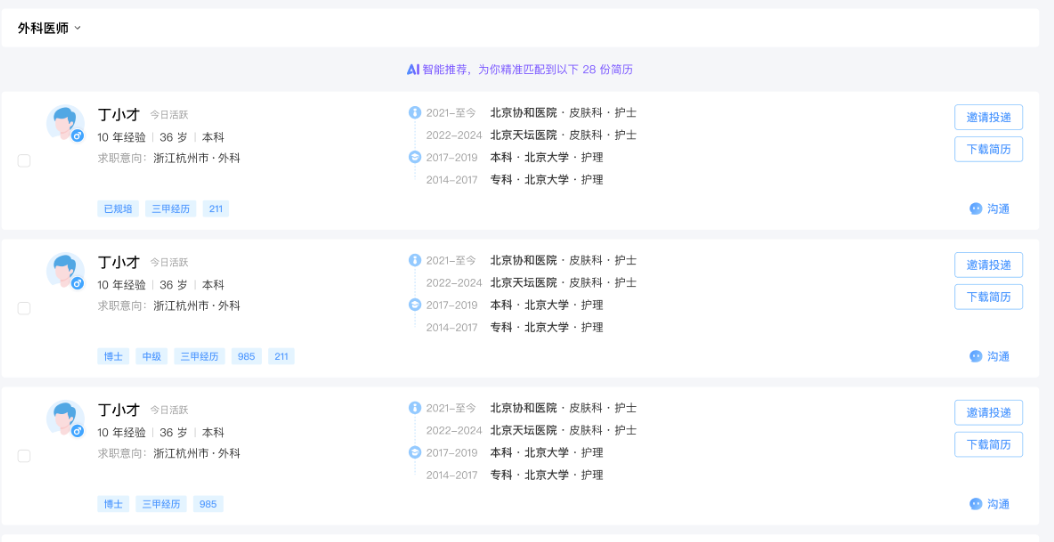 外科医师
AI 智能推荐，为你精准匹配到以下 28 份简历
丁小才 今日活跃
10 年经验 | 36 岁 | 本科
求职意向：浙江杭州市 · 外科
2021-至今 北京协和医院 · 皮肤科 · 护士
2022-2024 北京天坛医院 · 皮肤科 · 护士
2017-2019 本科 · 北京大学 · 护理
2014-2017 专科 · 北京大学 · 护理
邀请投递
下载简历
已规培 三甲经历 211
沟通
丁小才 今日活跃
10 年经验 | 36 岁 | 本科
求职意向：浙江杭州市 · 外科
2021-至今 北京协和医院 · 皮肤科 · 护士
2022-2024 北京天坛医院 · 皮肤科 · 护士
2017-2019 本科 · 北京大学 · 护理
2014-2017 专科 · 北京大学 · 护理
邀请投递
下载简历
博士 中级 三甲经历 985 211
沟通
丁小才 今日活跃
10 年经验 | 36 岁 | 本科
求职意向：浙江杭州市 · 外科
2021-至今 北京协和医院 · 皮肤科 · 护士
2022-2024 北京天坛医院 · 皮肤科 · 护士
2017-2019 本科 · 北京大学 · 护理
2014-2017 专科 · 北京大学 · 护理
邀请投递
下载简历
博士 三甲经历 985
沟通